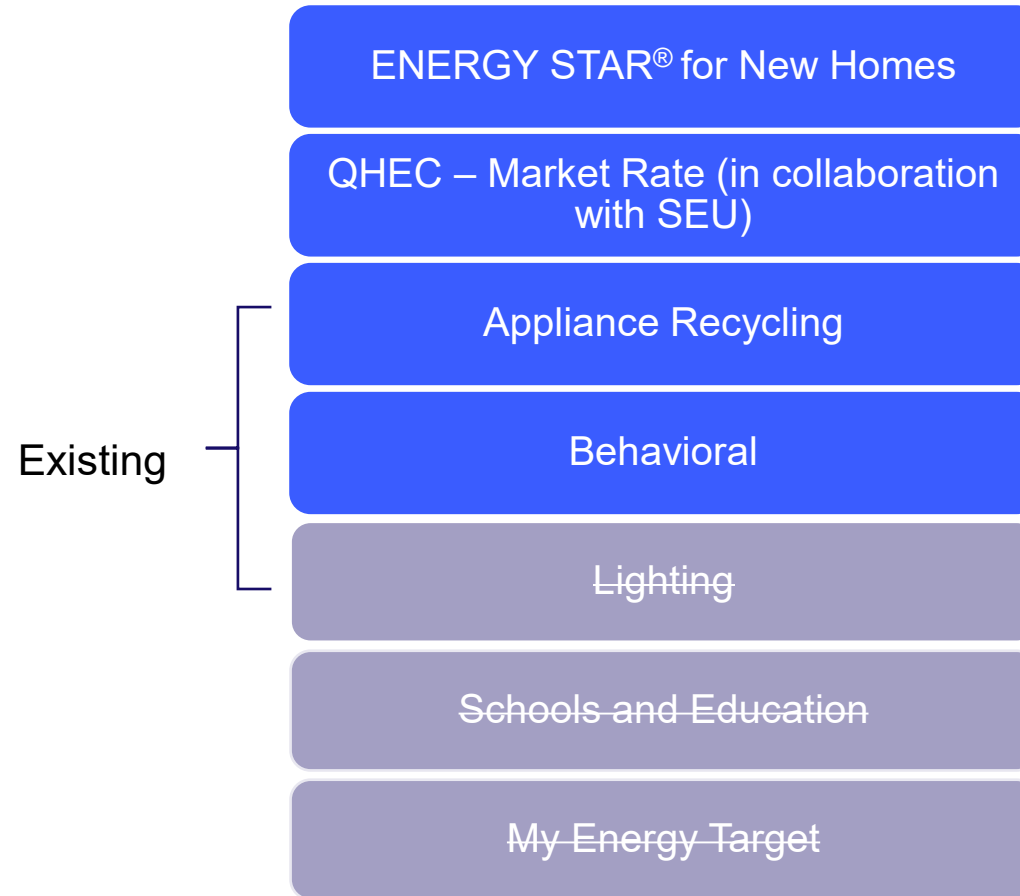 ENERGY STAR® for New Homes
QHEC – Market Rate (in collaboration
with SEU)
Appliance Recycling
Behavioral
Existing
Lighting
Schools and Education
My Energy Target